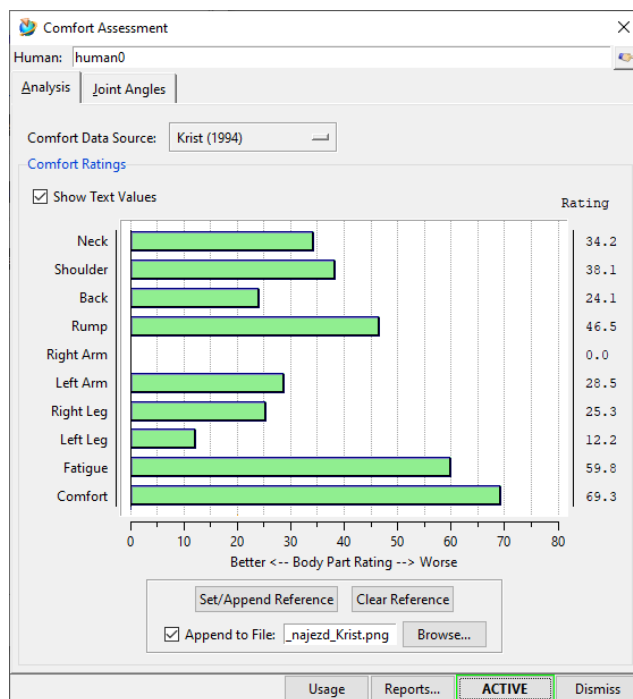 Comfort Assessment
Human: human0
Analysis Joint Angles
Comfort Data Source: Krist (1994)
Comfort Ratings
Show Text Values
Rating
Neck 34.2
Shoulder 38.1
Back 24.1
Rump 46.5
Right Arm 0.0
Left Arm 28.5
Right Leg 25.3
Left Leg 12.2
Fatigue 59.8
Comfort 69.3
0 10 20 30 40 50 60 70 80
Better <-- Body Part Rating --> Worse
Set/Append Reference Clear Reference
Append to File: _najezd_Krist.png Browse...
Usage Reports... ACTIVE Dismiss